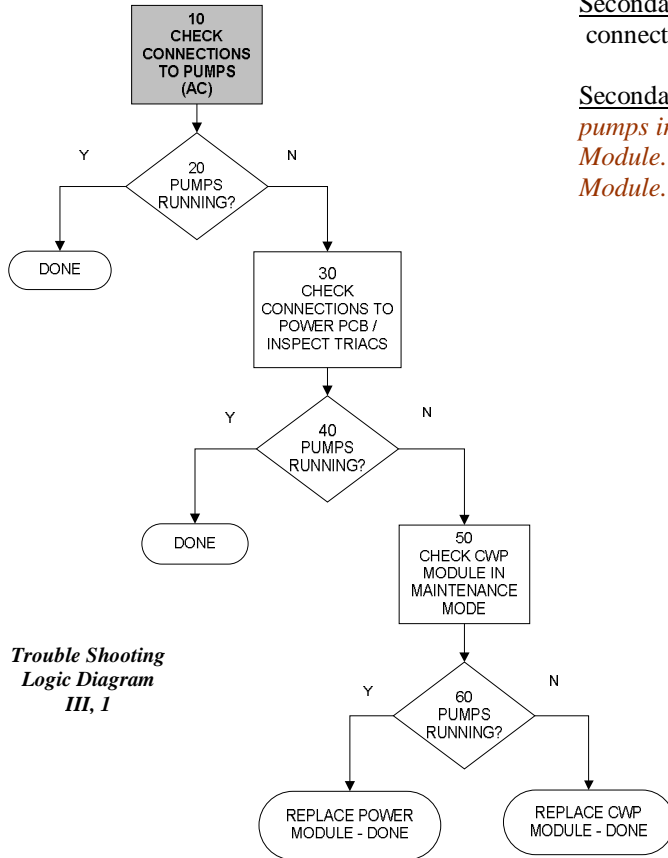 10
CHECK
CONNECTIONS
TO PUMPS
(AC)
Y
N
20
PUMPS
RUNNING?
DONE
30
CHECK
CONNECTIONS TO
POWER PCB /
INSPECT TRIACS
Y
N
40
PUMPS
RUNNING?
DONE
50
CHECK CWP
MODULE IN
MAINTENANCE
MODE
Y
N
60
PUMPS
RUNNING?
REPLACE POWER
MODULE - DONE
REPLACE CWP
MODULE - DONE
Trouble Shooting
Logic Diagram
III, 1
connect
Seconda
pumps i
Module.
Module.